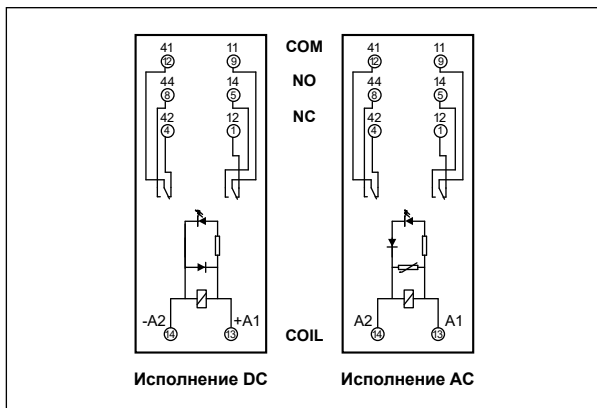 41 11 COM 41 11
12 9 12 9
44 14 NO 44 14
8 5 8 5
42 12 NC 42 12
4 1 4 1
-A2 +A1 A2 A1
14 13 COIL 14 13
Исполнение DC Исполнение AC